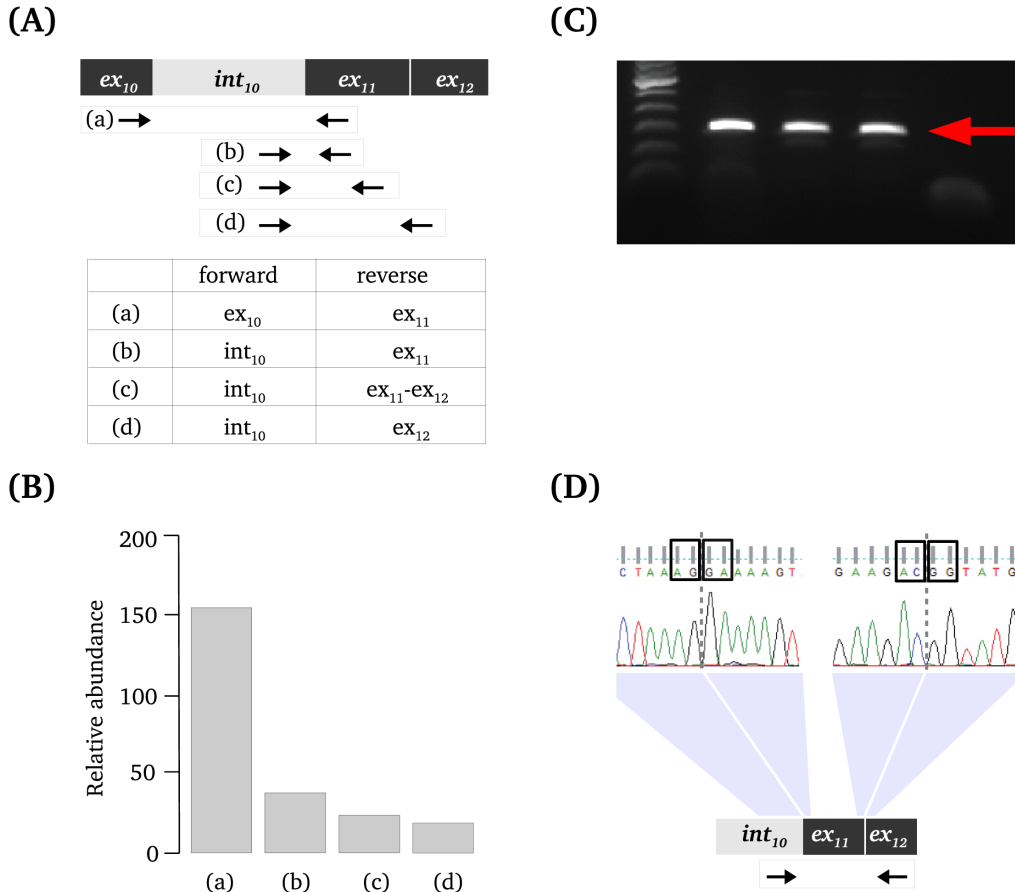 (A)
ex10 int10 ex11 ex12
(a)
(b)
(c)
(d)
forward reverse
(a) ex10 ex11
(b) int10 ex11
(c) int10 ex11-ex12
(d) int10 ex12
(B)
Relative abundance
200
150
100
50
0
(a) (b) (c) (d)
(C)
(D)
C T A A A G G A A A A G T
G A A G A C G G T A T G
int10 ex11 ex12